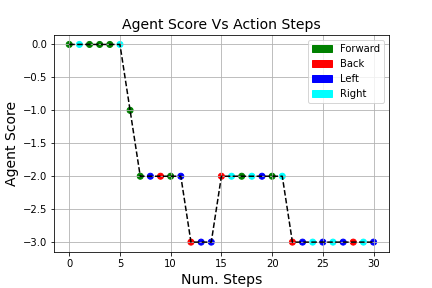 Agent Score Vs Action Steps
0.0
−0.5
−1.0
−1.5
−2.0
−2.5
−3.0
Agent Score
Forward
Back
Left
Right
0 5 10 15 20 25 30
Num. Steps